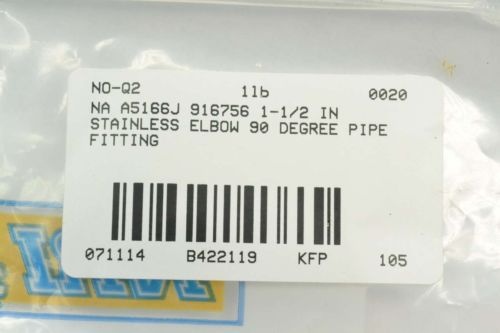 NO-Q2 11b 0020
NA A5166J 916756 1-1/2 IN
STAINLESS ELBOW 90 DEGREE PIPE
FITTING
071114 B422119 KFP 105